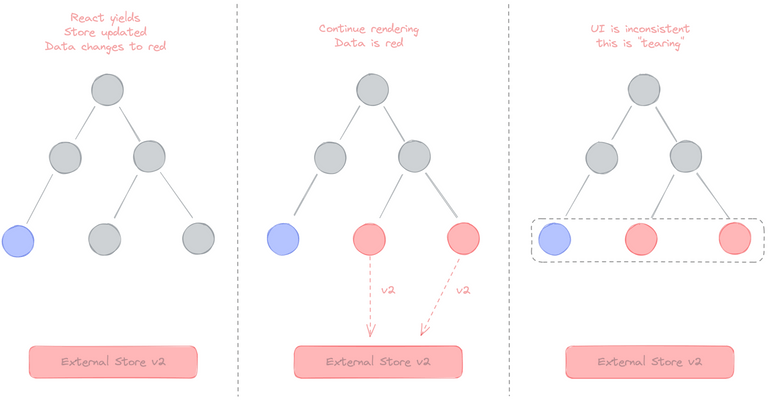 React yields
Store updated
Data changes to red
External Store v2
Continue rendering
Data is red
v2
v2
External Store v2
UI is inconsistent
this is "tearing"
External Store v2